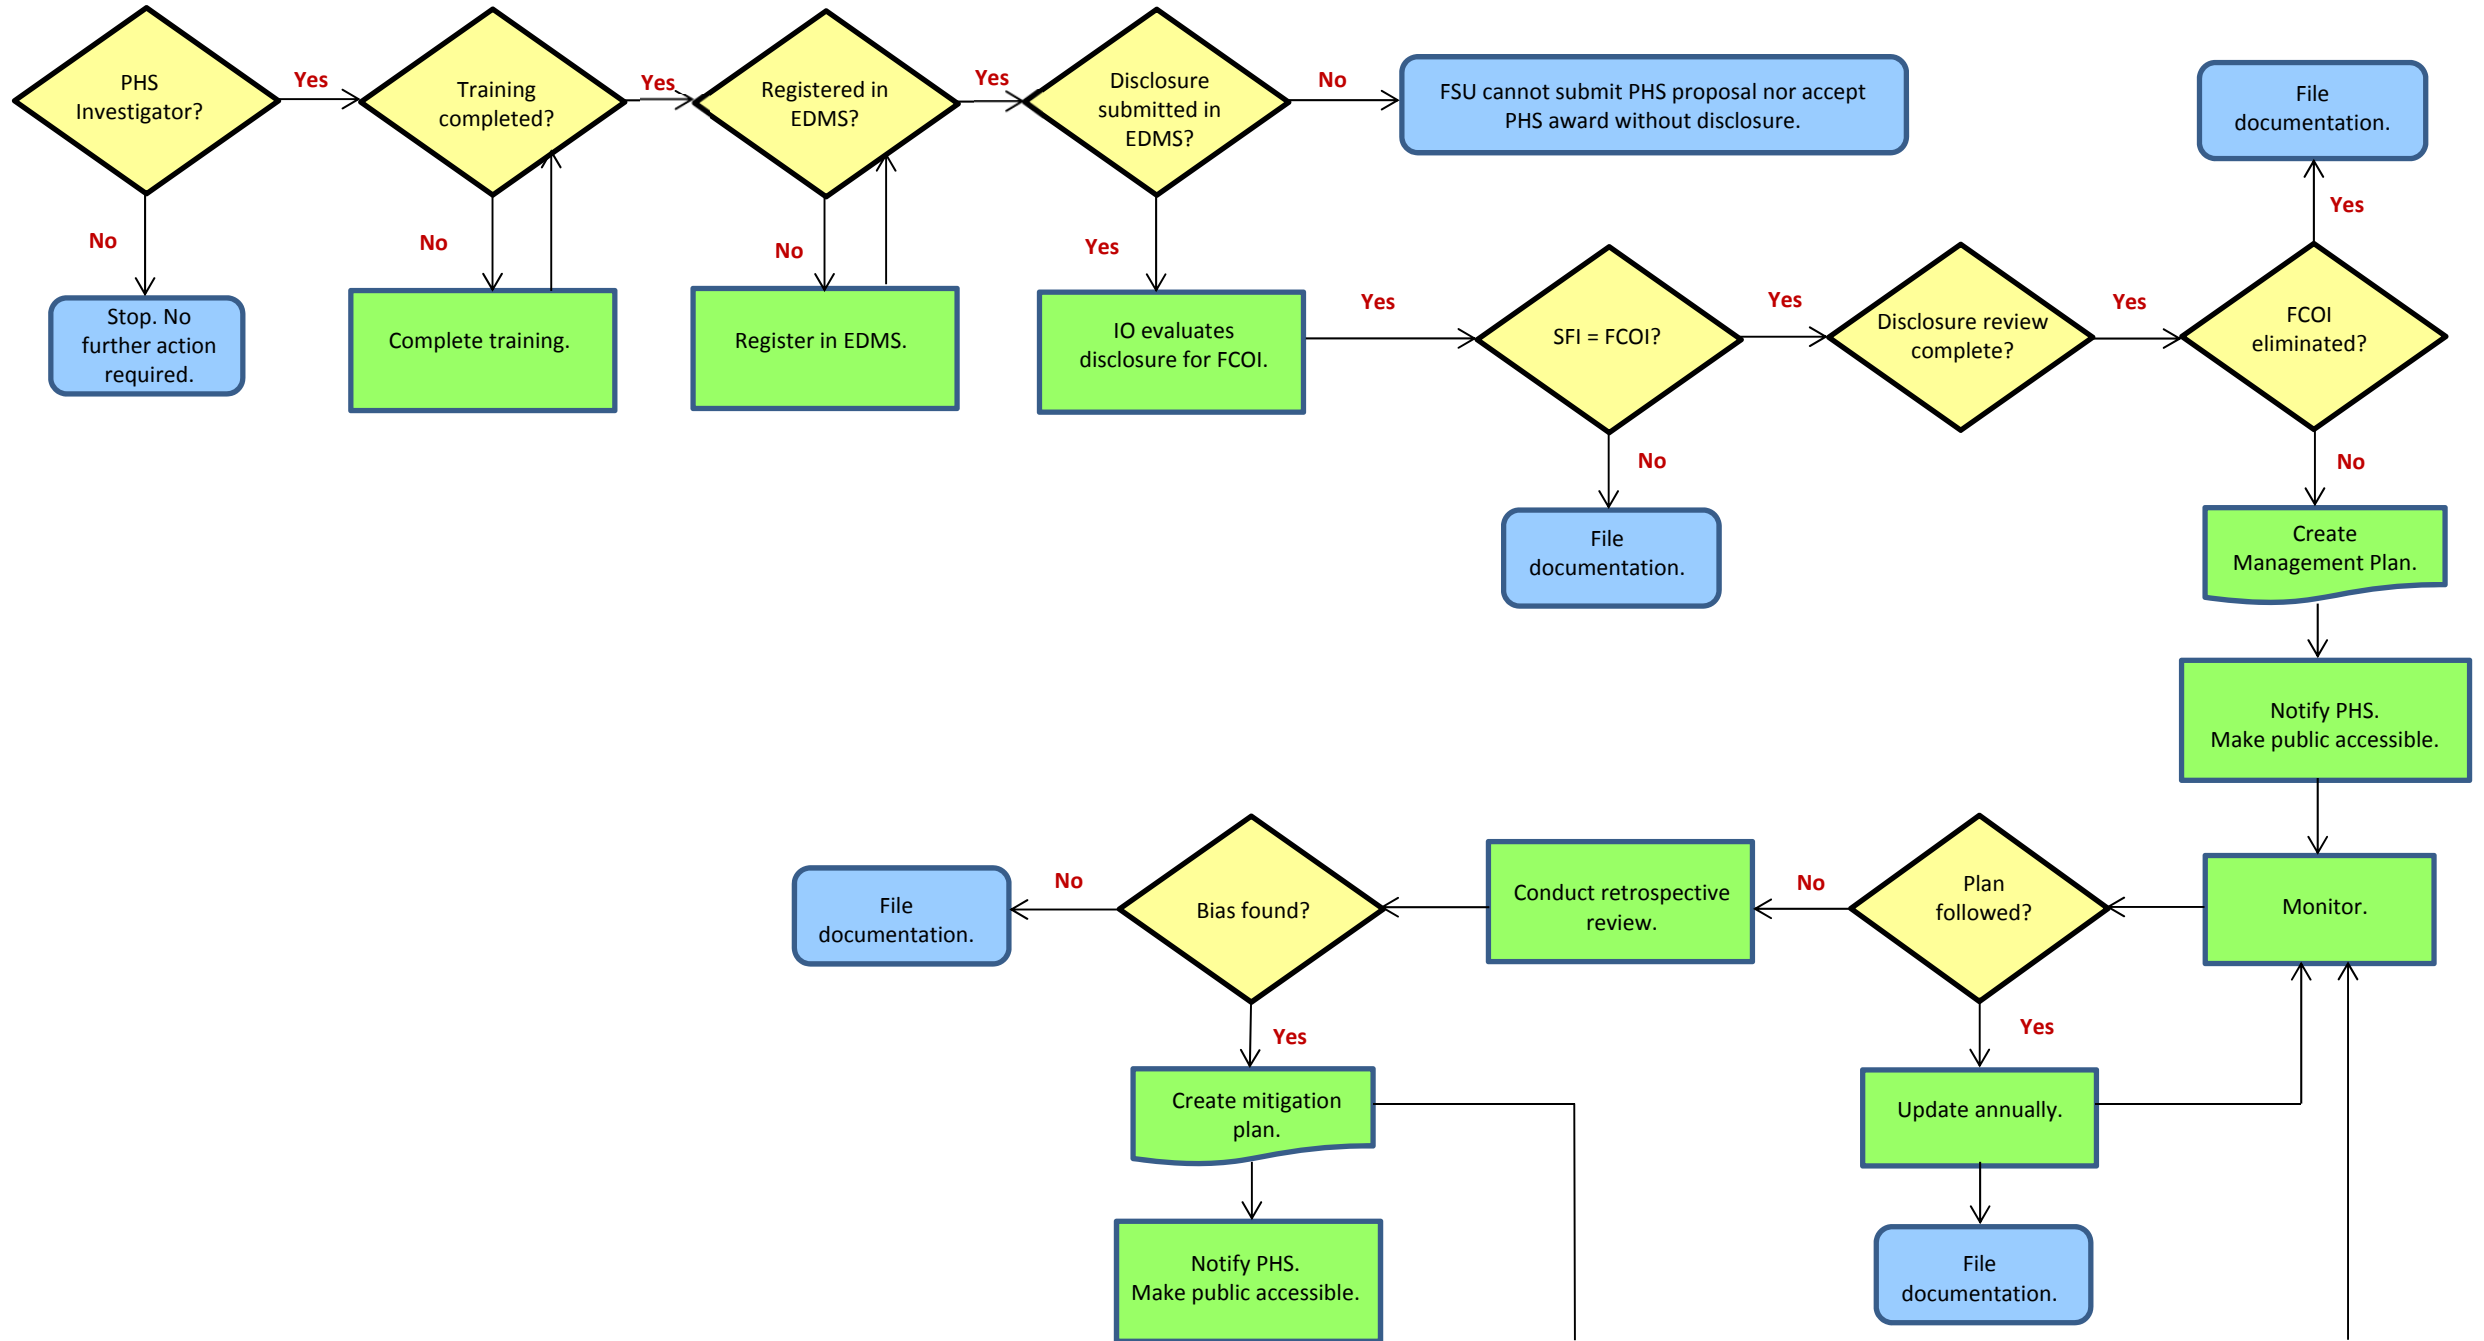 PHS
Investigator?
Yes
Training
completed?
Yes
Registered in
EDMS?
Yes
Disclosure
submitted in
EDMS?
No
FSU cannot submit PHS proposal nor accept
PHS award without disclosure.
File
documentation.
No
No
No
Yes
Yes
Stop. No
further action
required.
Complete training.
Register in EDMS.
IO evaluates
disclosure for FCOI.
Yes
SFI = FCOI?
Yes
Disclosure review
complete?
Yes
FCOI
eliminated?
No
No
File
documentation.
Create
Management Plan.
Notify PHS.
Make public accessible.
File
documentation.
No
Bias found?
Conduct retrospective
review.
No
Plan
followed?
Monitor.
Yes
Yes
Create mitigation
plan.
Update annually.
Notify PHS.
Make public accessible.
File
documentation.